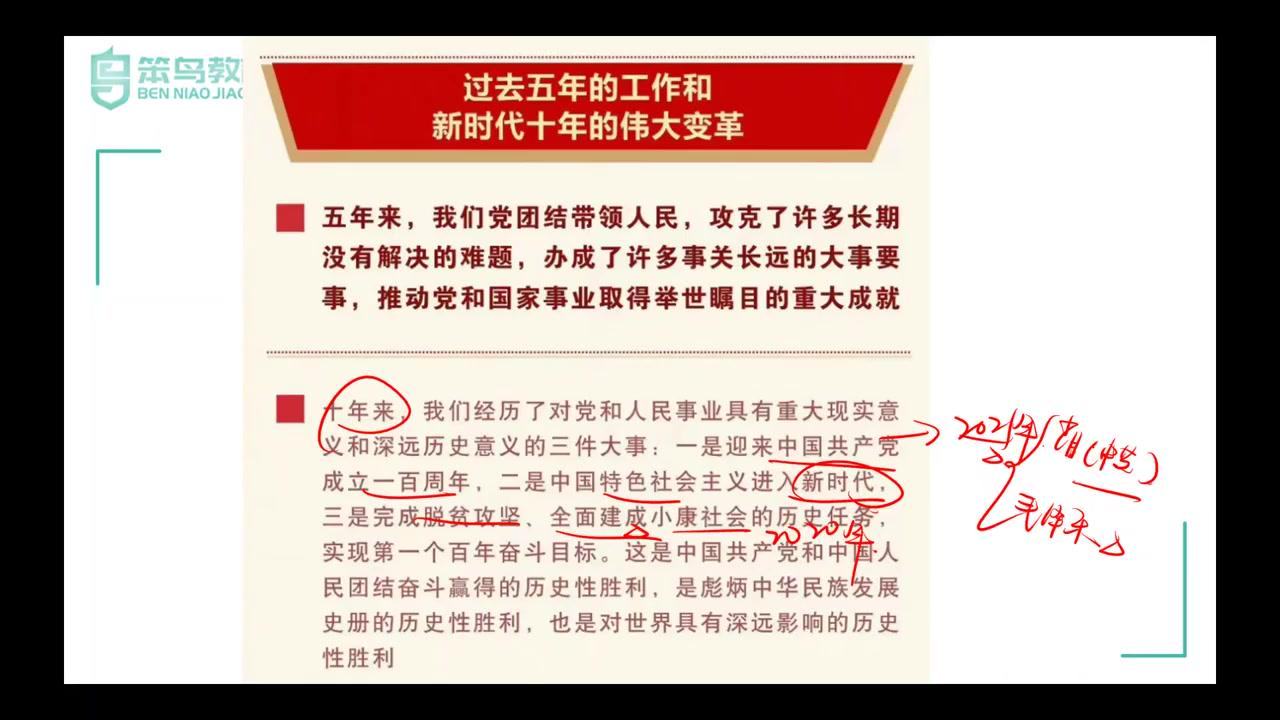 笨鸟教
BEN NIAO JIAO
过去五年的工作和
新时代十年的伟大变革
五年来，我们党团结带领人民，攻克了许多长期
没有解决的难题，办成了许多事关长远的大事要
事，推动党和国家事业取得举世瞩目的重大成就
十年来，我们经历了对党和人民事业具有重大现实意
义和深远历史意义的三件大事：一是迎来中国共产党
成立一百周年，二是中国特色社会主义进入新时代，
三是完成脱贫攻坚、全面建成小康社会的历史任务，
实现第一个百年奋斗目标。这是中国共产党和中国人
民团结奋斗赢得的历史性胜利，是彪炳中华民族发展
史册的历史性胜利，也是对世界具有深远影响的历史
性胜利
2021年
2020年